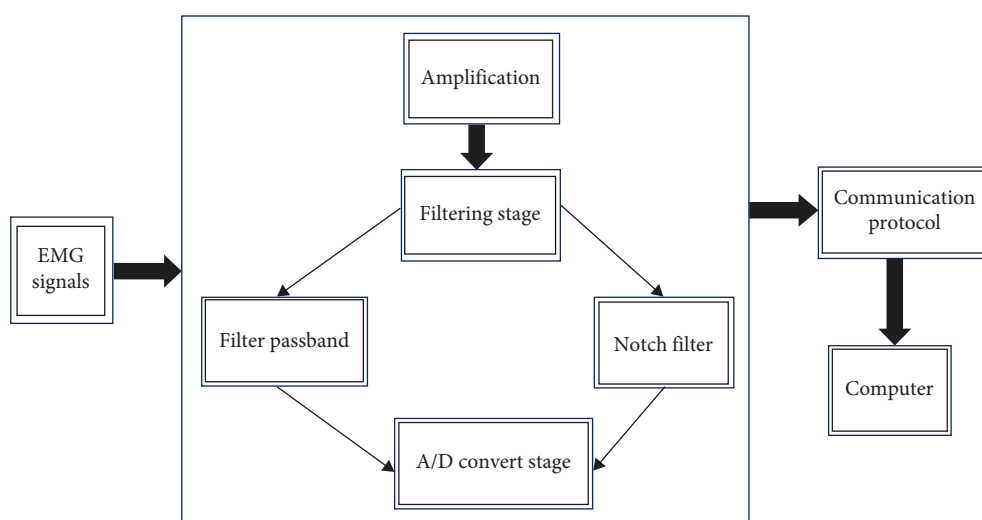 EMG
signals
Amplification
Filtering stage
Filter passband
Notch filter
A/D convert stage
Communication
protocol
Computer